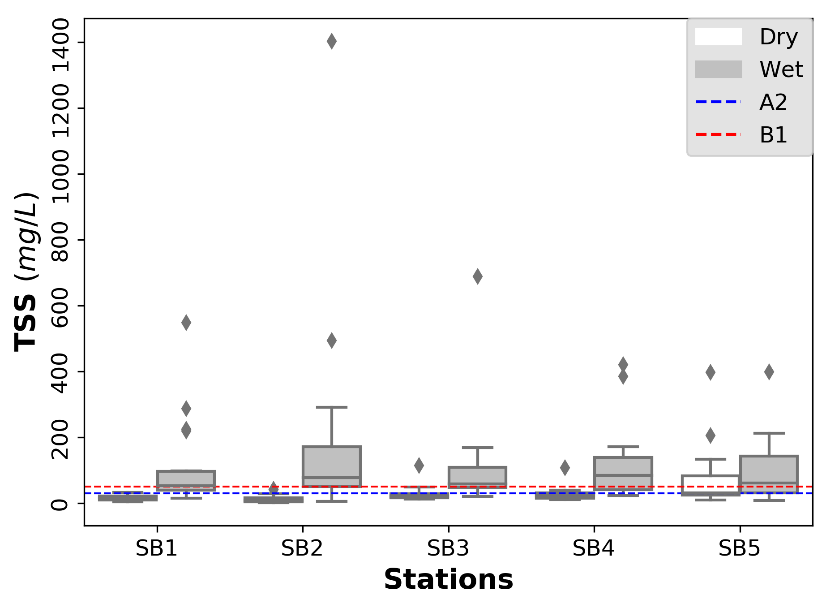 TSS (mg/L)
1400
1200
1000
800
600
400
200
0
Dry
Wet
A2
B1
SB1 SB2 SB3 SB4 SB5
Stations